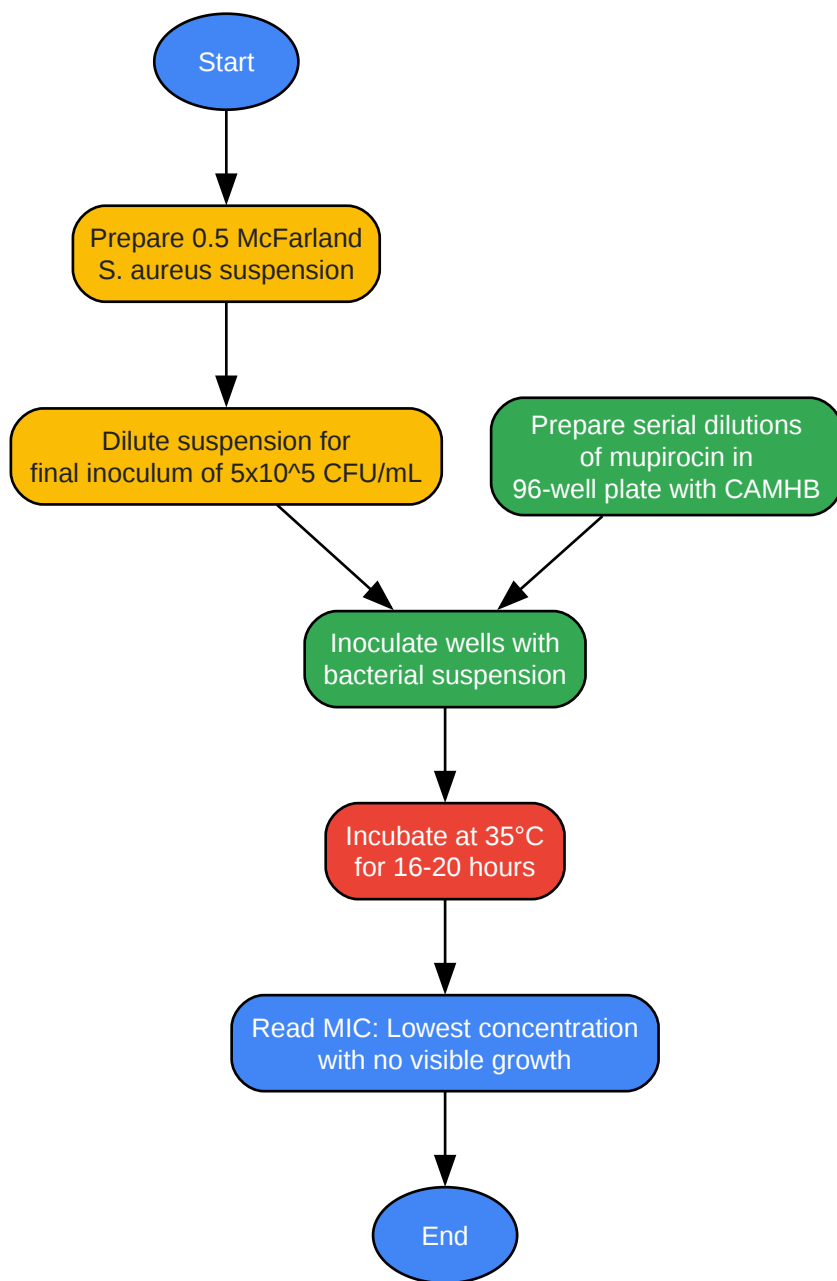 Start
Prepare 0.5 McFarland
S. aureus suspension
Dilute suspension for
final inoculum of 5x10^5 CFU/mL
Prepare serial dilutions
of mupirocin in
96-well plate with CAMHB
Inoculate wells with
bacterial suspension
Incubate at 35°C
for 16-20 hours
Read MIC: Lowest concentration
with no visible growth
End